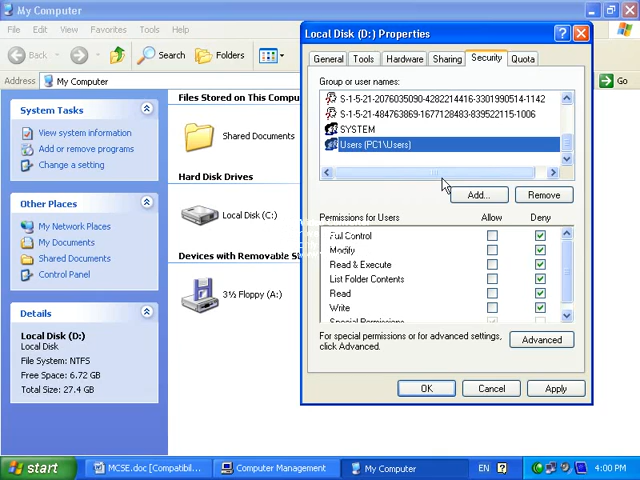 My Computer
File Edit View Favorites Tools Help
Back Search Folders
Address My Computer Go
System Tasks
View system information
Add or remove programs
Change a setting
Other Places
My Network Places
My Documents
Shared Documents
Control Panel
Details
Local Disk (D:)
Local Disk
File System: NTFS
Free Space: 6.72 GB
Total Size: 27.4 GB
Files Stored on This Compu
Shared Documents
Hard Disk Drives
Local Disk (C:)
Devices with Removable S
3½ Floppy (A:)
Local Disk (D:) Properties
General Tools Hardware Sharing Security Quota
Group or user names:
S-1-5-21-2076035090-4282214416-3301990514-1142
S-1-5-21-484763869-1677128483-839522115-1006
SYSTEM
Users (PC1\Users)
Add... Remove
Permissions for Users Allow Deny
Full Control
Modify
Read & Execute
List Folder Contents
Read
Write
Special Permissions
For special permissions or for advanced settings,
click Advanced.
Advanced
OK Cancel Apply
start MCSE.doc [Compatibil... Computer Management My Computer EN 4:00 PM